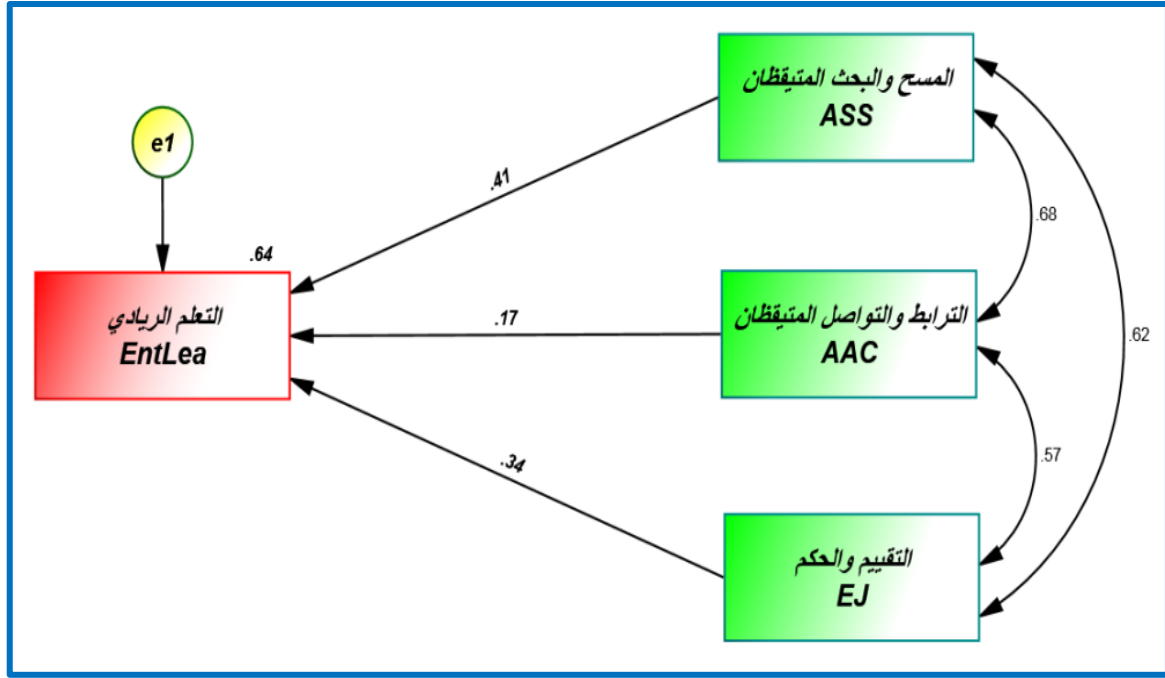 المسح والبحث المتيقظان
ASS
e1
.41
.68
.64
التعلم الريادي
EntLea
.17
الترابط والتواصل المتيقظان
AAC
.62
.57
.34
التقييم والحكم
EJ